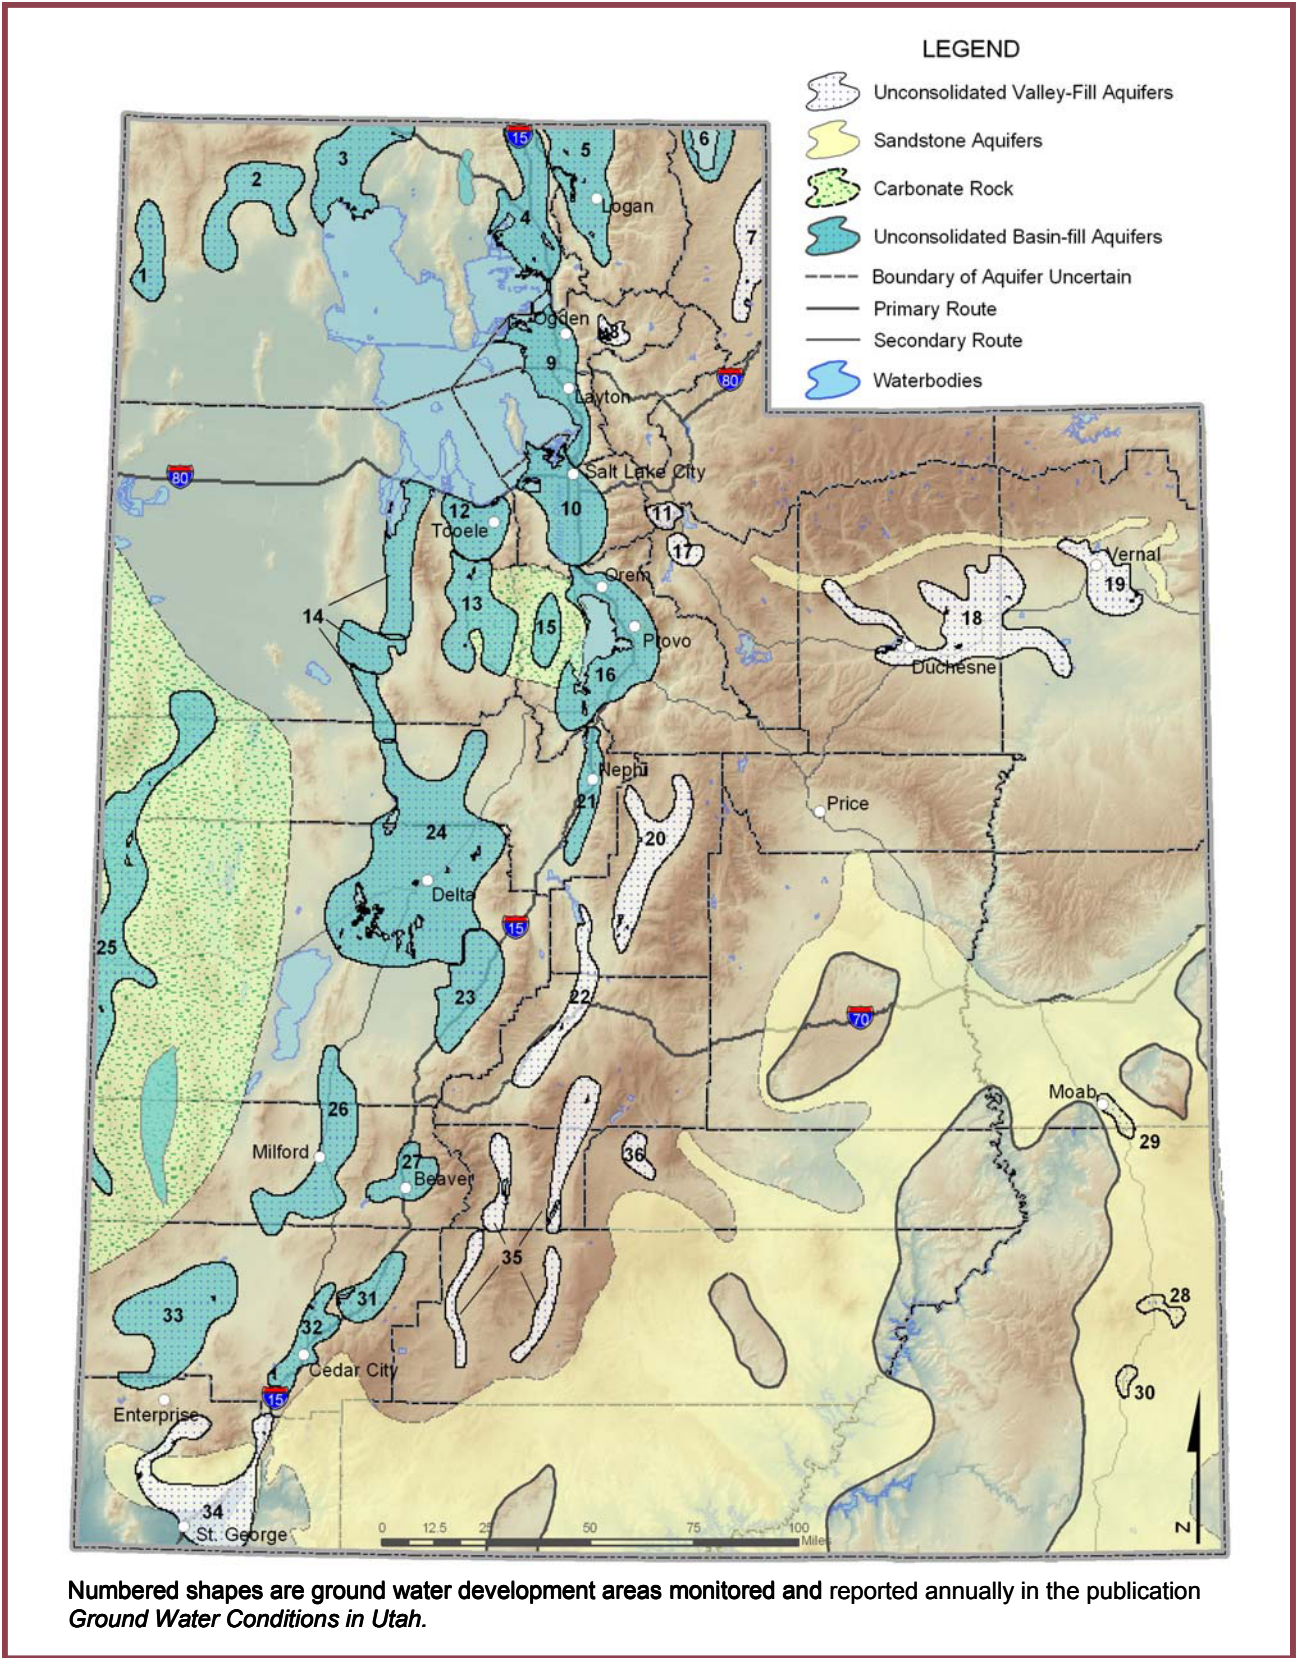 LEGEND
Unconsolidated Valley-Fill Aquifers
Sandstone Aquifers
Carbonate Rock
Unconsolidated Basin-fill Aquifers
Boundary of Aquifer Uncertain
Primary Route
Secondary Route
Waterbodies
15
6
5
3
2
Logan
4
7
1
Ogden
8
9
80
Layton
Salt Lake City
80
12
10
11
Tooele
17
Vernal
Orem
19
14
13
15
18
Provo
16
Duchesne
Nephi
21
Price
24
20
Delta
15
25
23
22
70
Moab
26
29
Milford
27
36
Beaver
35
28
31
33
32
Cedar City
30
15
Enterprise
34
St. George
0 12.5 25 50 75 100
Miles
N
Numbered shapes are ground water development areas monitored and reported annually in the publication
Ground Water Conditions in Utah.